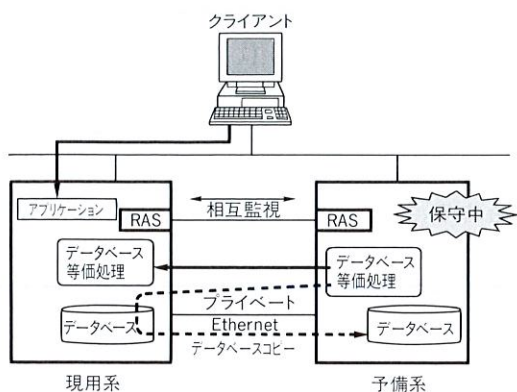 クライアント
アプリケーション
RAS
相互監視
RAS
保守中
データベース
等価処理
データベース
等価処理
データベース
プライベート
Ethernet
データベースコピー
データベース
現用系
予備系